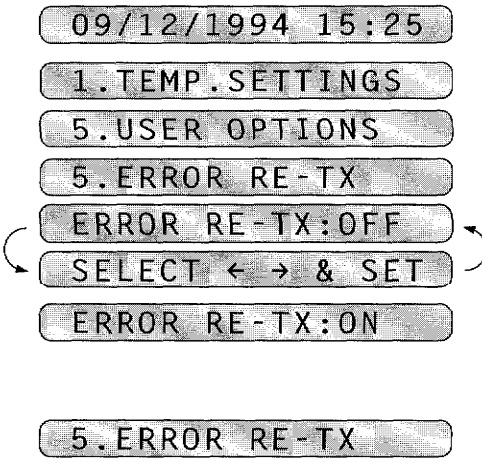 09/12/1994 15:25
1.TEMP.SETTINGS
5.USER OPTIONS
5.ERROR RE-TX
ERROR RE-TX:OFF
SELECT ← → & SET
ERROR RE-TX:ON
5.ERROR RE-TX